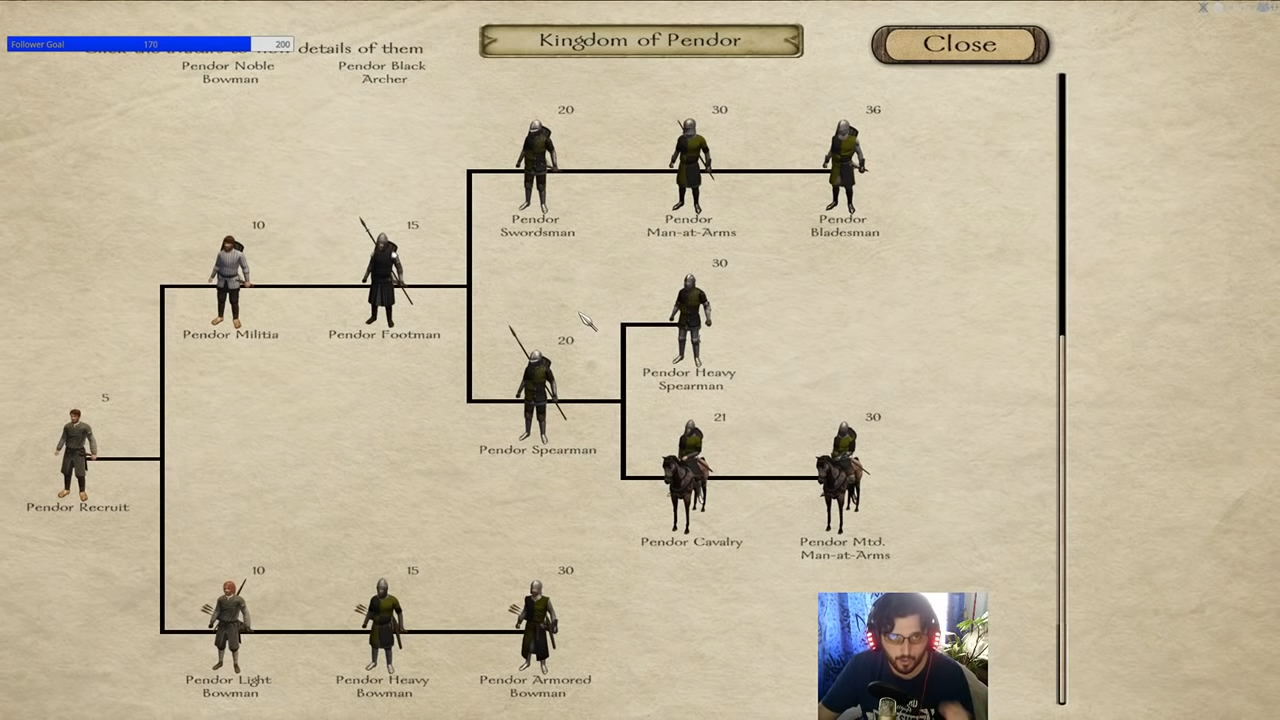 Follower Goal 170 200
details of them
Kingdom of Pendor
Close
Pendor Noble
Bowman
Pendor Black
Archer
20
30
36
Pendor
Swordsman
Pendor
Man-at-Arms
Pendor
Bladesman
10
15
30
Pendor Militia
Pendor Footman
20
Pendor Heavy
Spearman
5
21
30
Pendor Spearman
Pendor Recruit
Pendor Cavalry
Pendor Mtd.
Man-at-Arms
10
15
30
Pendor Light
Bowman
Pendor Heavy
Bowman
Pendor Armored
Bowman